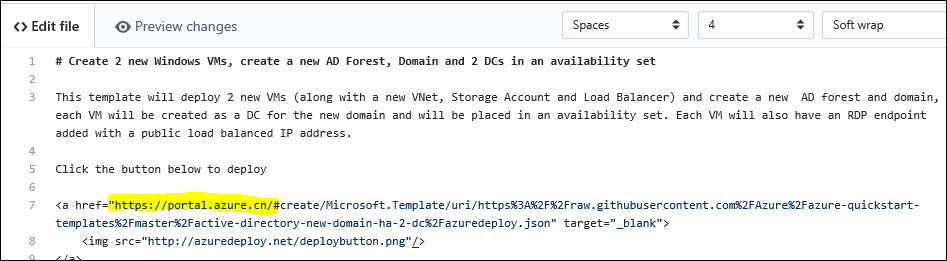 <> Edit file
Preview changes
Spaces
4
Soft wrap
1 # Create 2 new Windows VMs, create a new AD Forest, Domain and 2 DCs in an availability set
2
3 This template will deploy 2 new VMs (along with a new VNet, Storage Account and Load Balancer) and create a new  AD forest and domain,
each VM will be created as a DC for the new domain and will be placed in an availability set. Each VM will also have an RDP endpoint
added with a public load balanced IP address.
4
5 Click the button below to deploy
6
7 <a href="https://portal.azure.cn/#create/Microsoft.Template/uri/https%3A%2F%2Fraw.githubusercontent.com%2FAzure%2Fazure-quickstart-
templates%2Fmaster%2Factive-directory-new-domain-ha-2-dc%2Fazuredeploy.json" target="_blank">
8     <img src="http://azuredeploy.net/deploybutton.png"/>
9 </a>